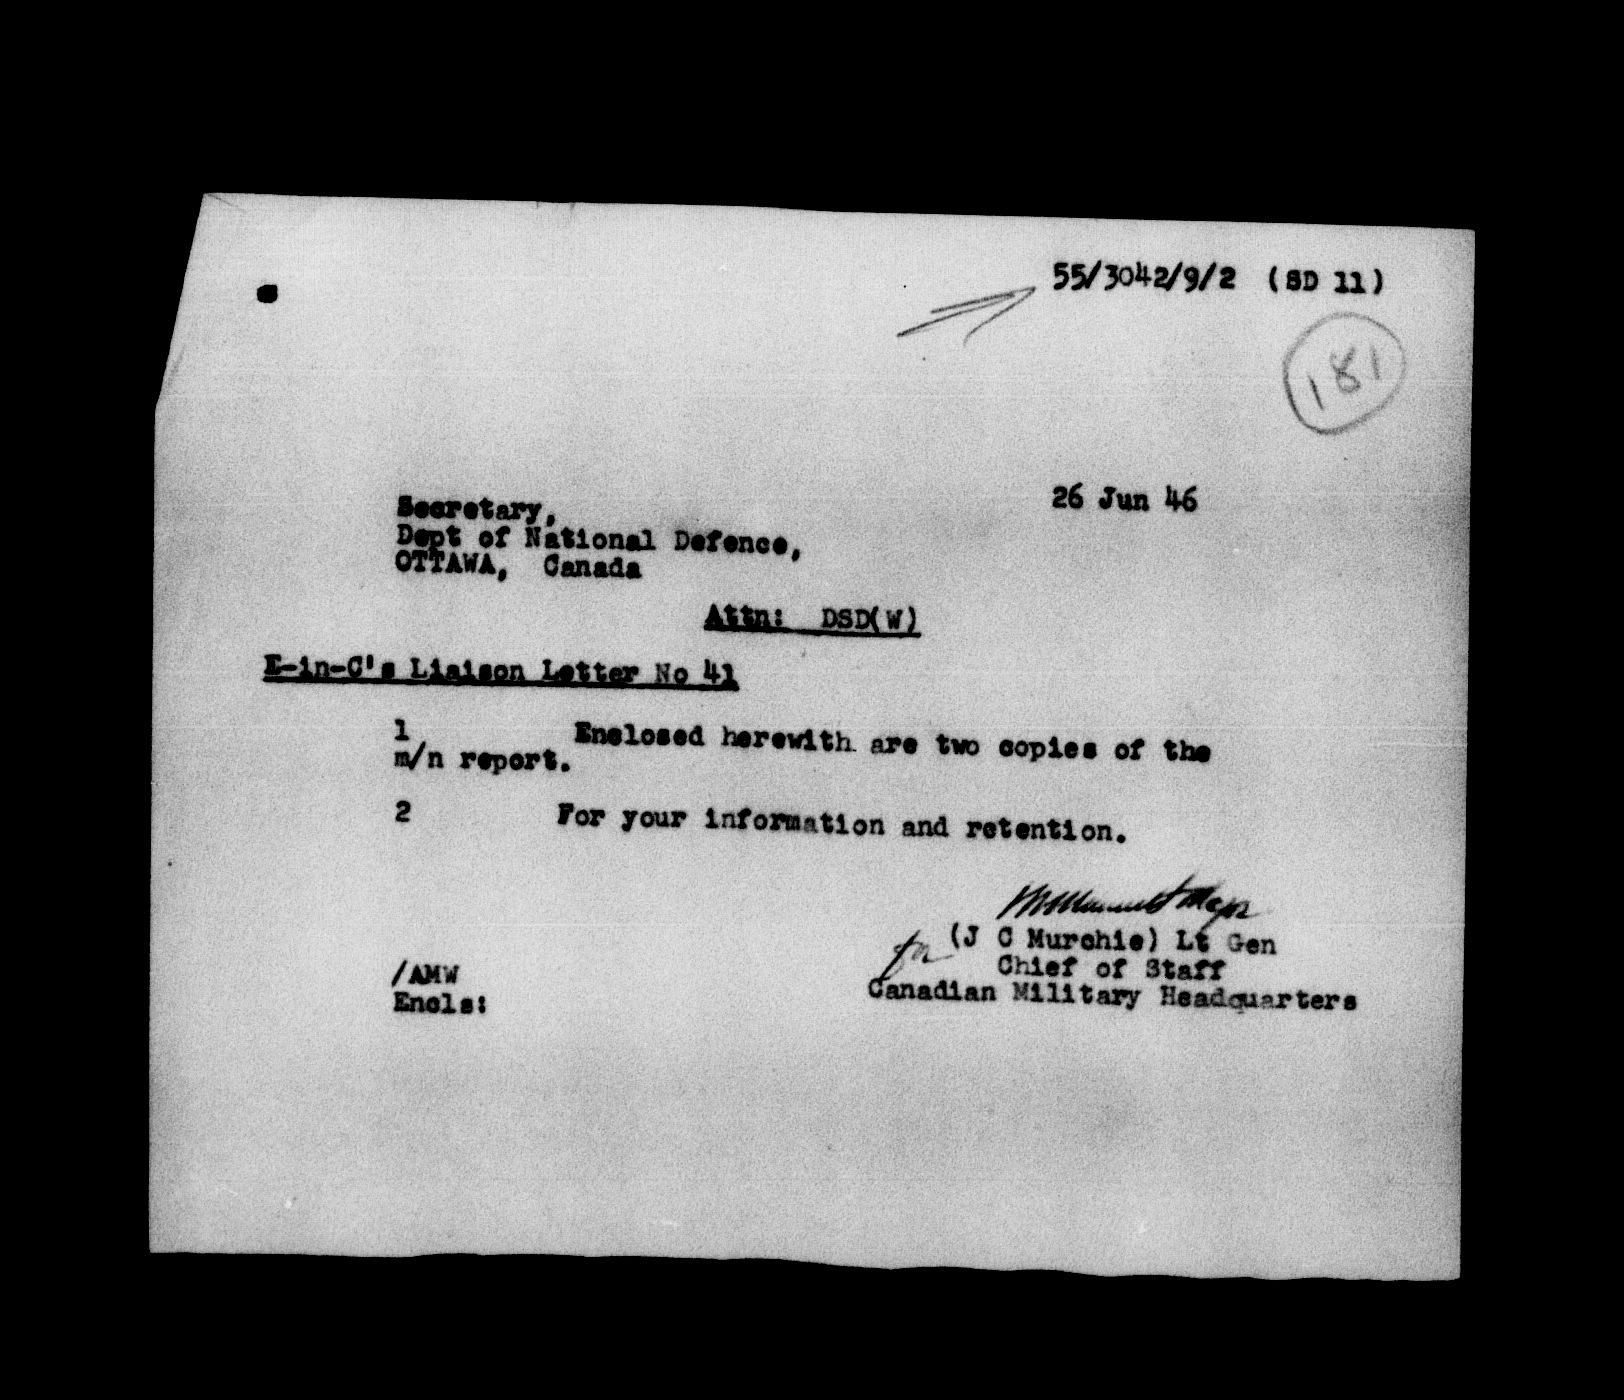 55/3042/9/2 (SD 11)
181
26 Jun 46
Secretary,
Dept of National Defence,
OTTAWA, Canada
Attn: DSD(W)
E-in-C's Liaison Letter No 41
1 Enclosed herewith are two copies of the
m/n report.
2 For your information and retention.
Major
for (J C Murchie) Lt Gen
Chief of Staff
Canadian Military Headquarters
/AMW
Encls: